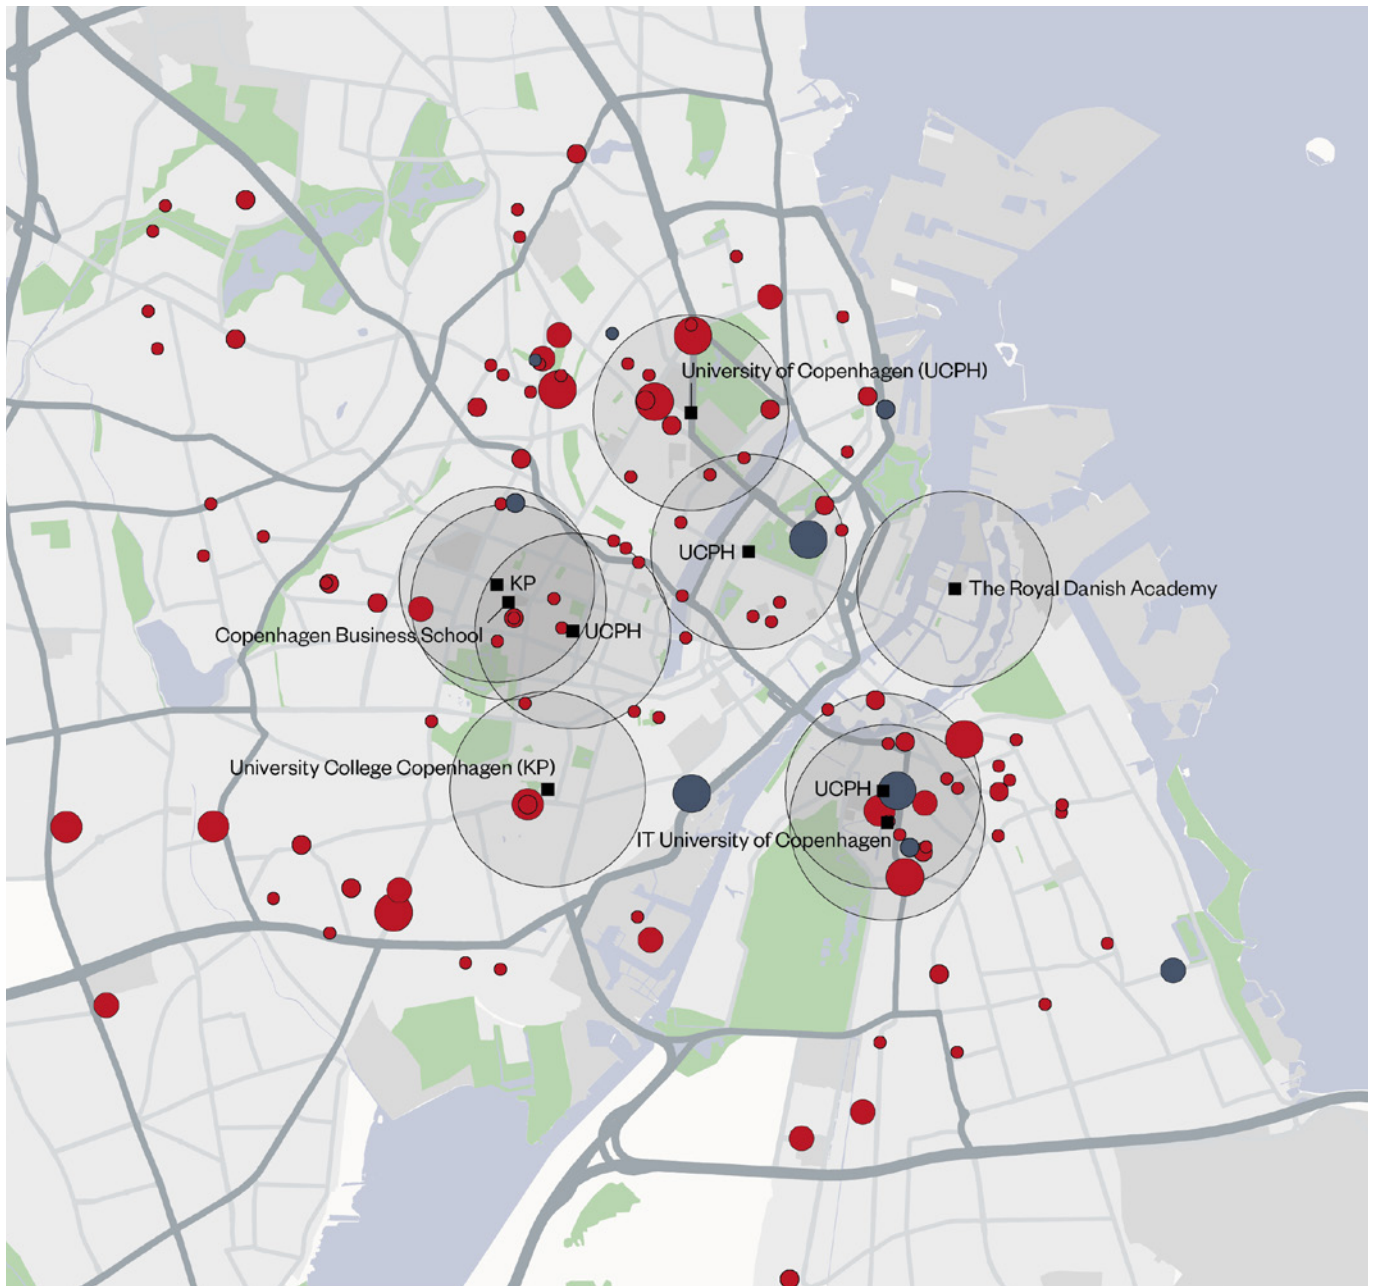 University of Copenhagen (UCPH)
UCPH
KP
The Royal Danish Academy
Copenhagen Business School
UCPH
University College Copenhagen (KP)
UCPH
IT University of Copenhagen